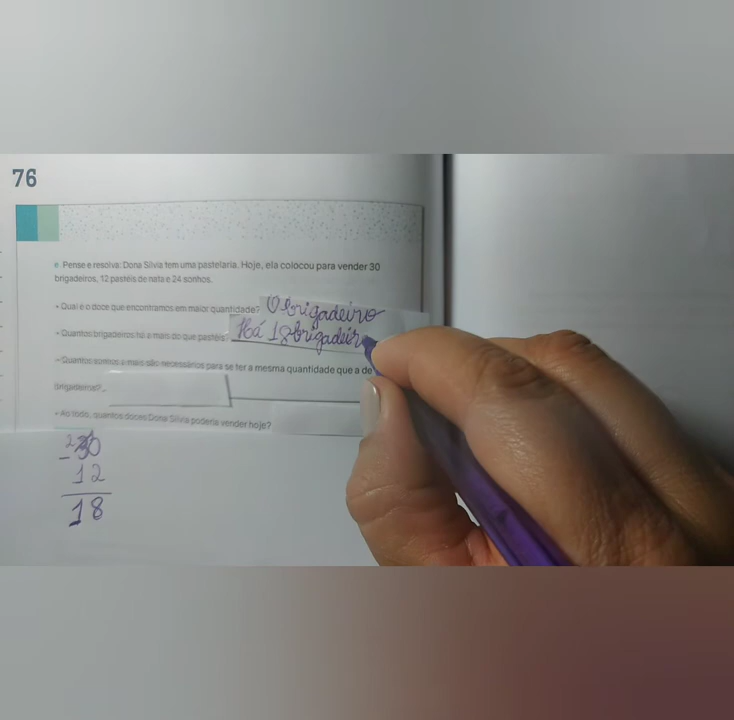 76
e. Pense e resolva: Dona Silvia tem uma pastelaria. Hoje, ela colocou para vender 30
brigadeiros, 12 pastéis de nata e 24 sonhos.
• Qual é o doce que encontramos em maior quantidade? O brigadeiro
• Quantos brigadeiros há a mais do que pastéis? Há 18 brigadeir
• Quantos sonhos a mais são necessários para se ter a mesma quantidade que a de
brigadeiros?
• Ao todo, quantos doces Dona Silvia poderia vender hoje?
30
- 12
18